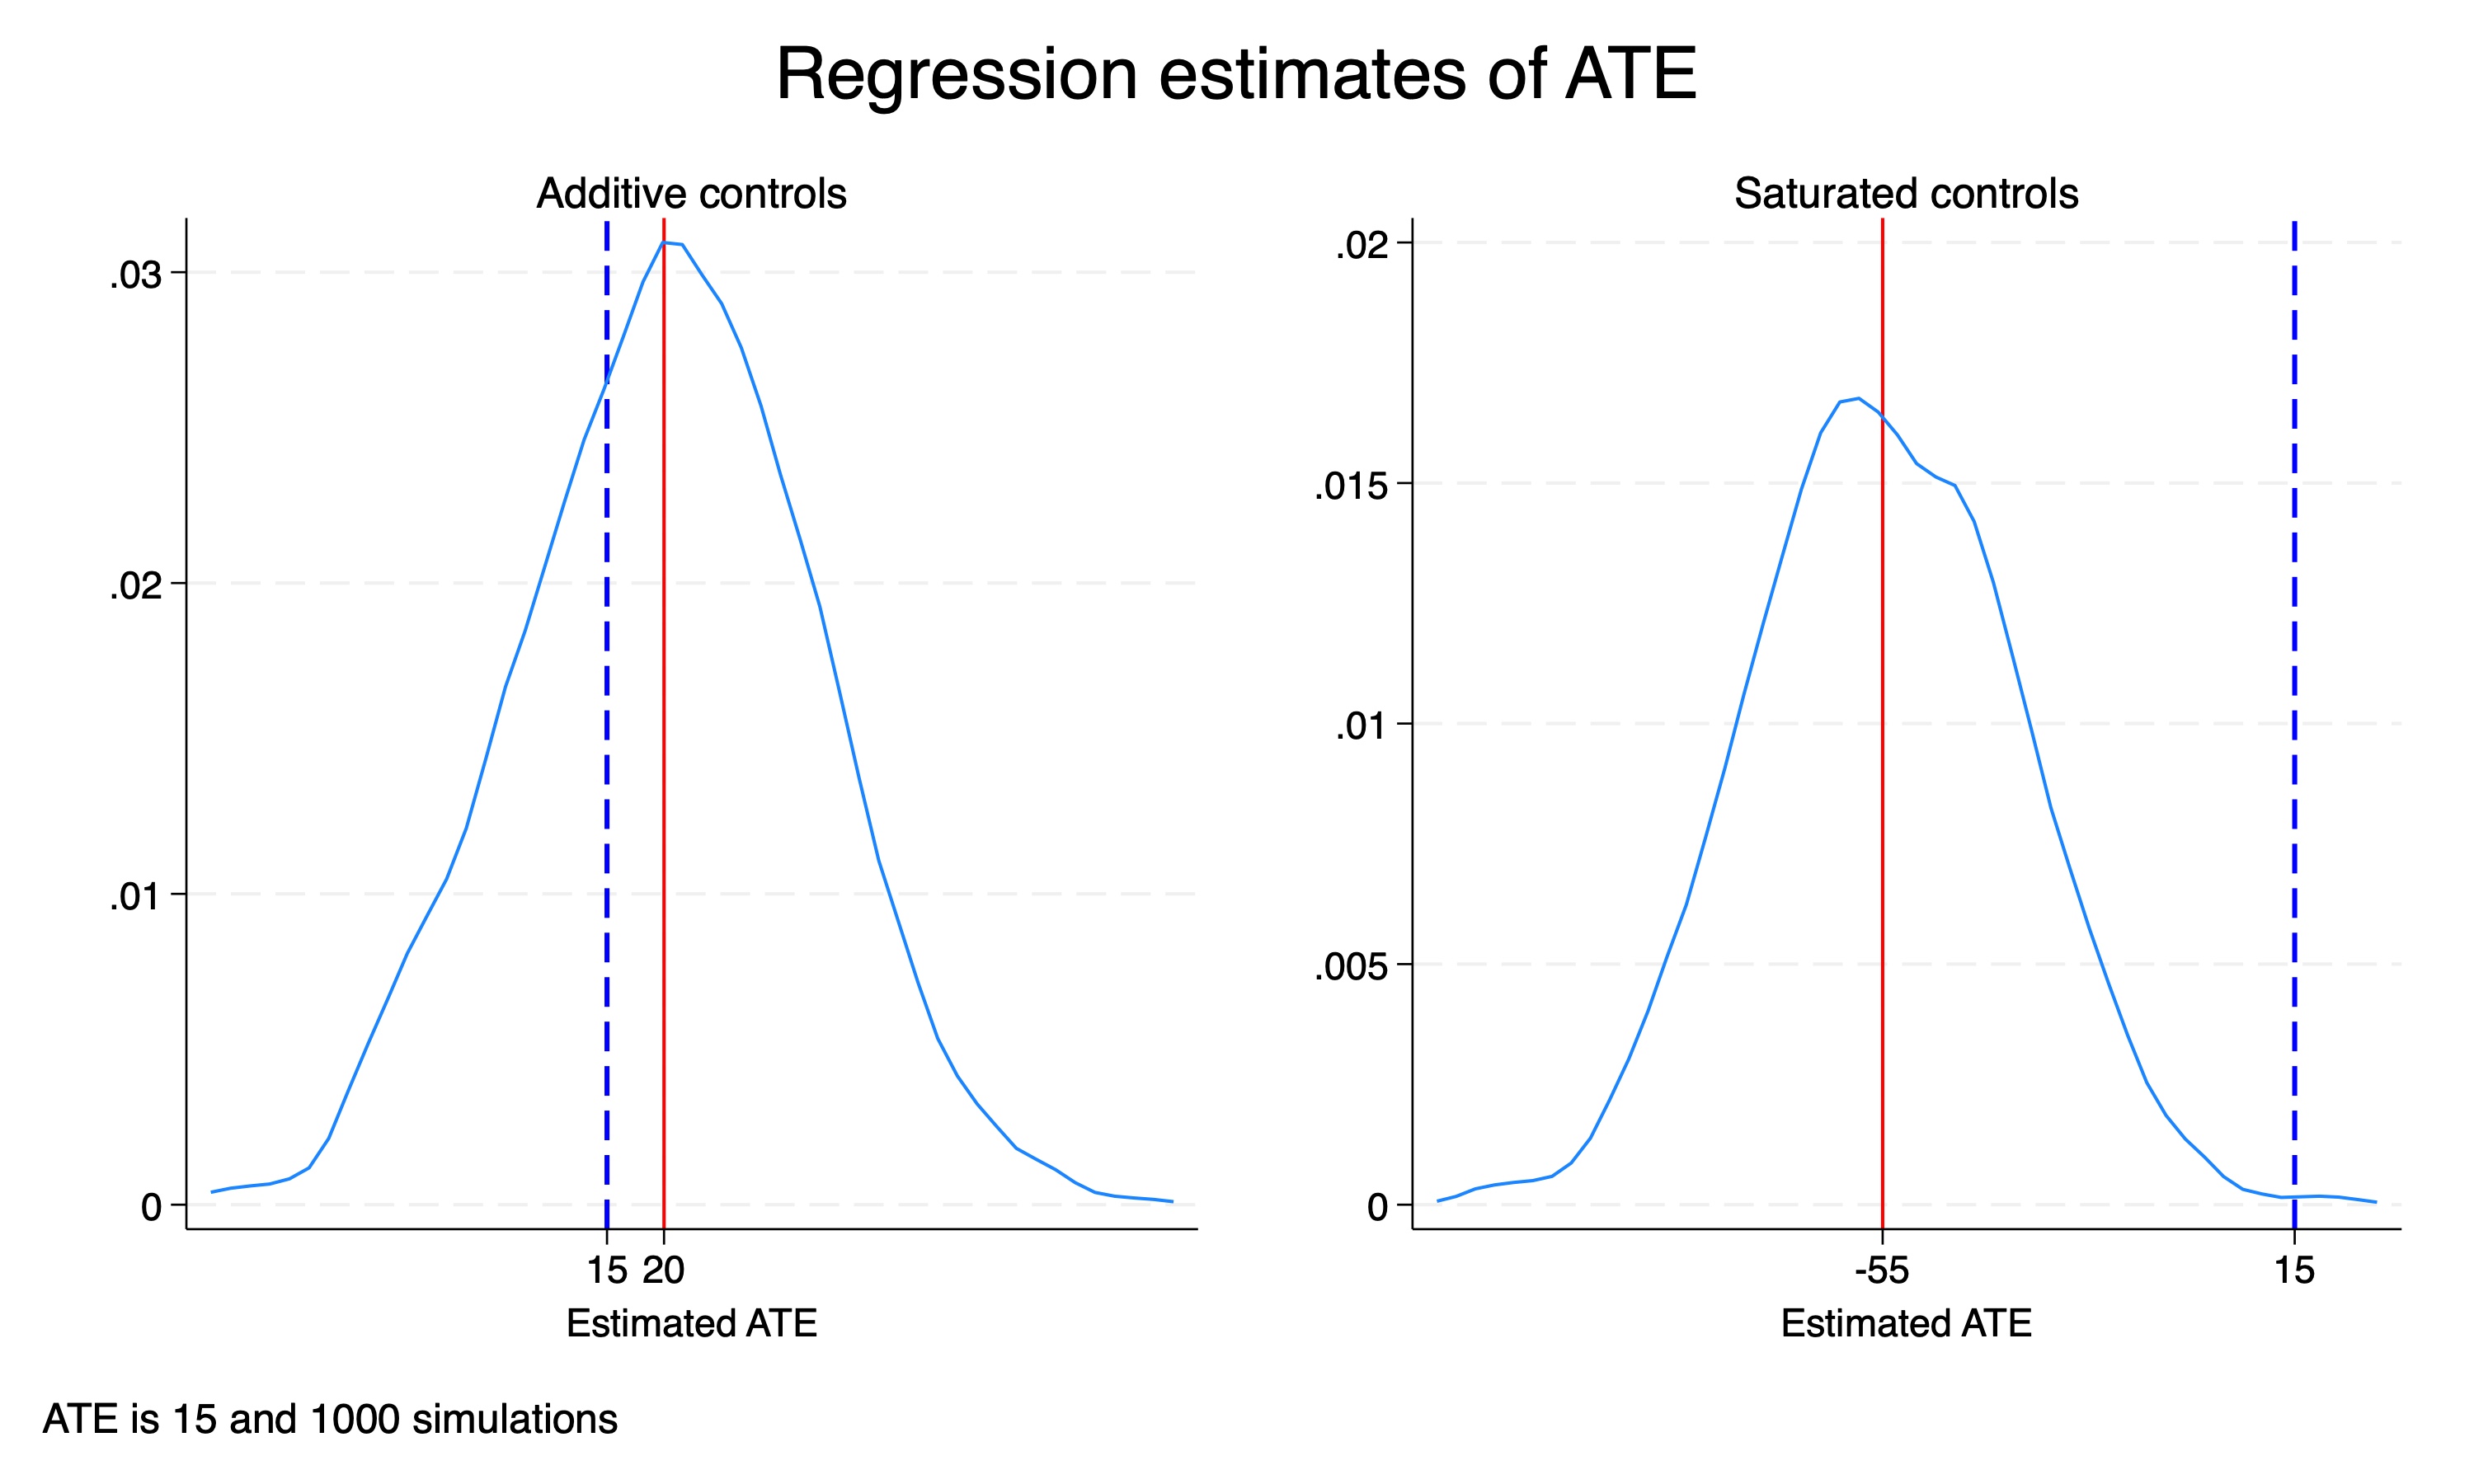 Regression estimates of ATE
Additive controls
.03
.02
.01
0
15 20
Estimated ATE
Saturated controls
.02
.015
.01
.005
0
-55 15
Estimated ATE
ATE is 15 and 1000 simulations